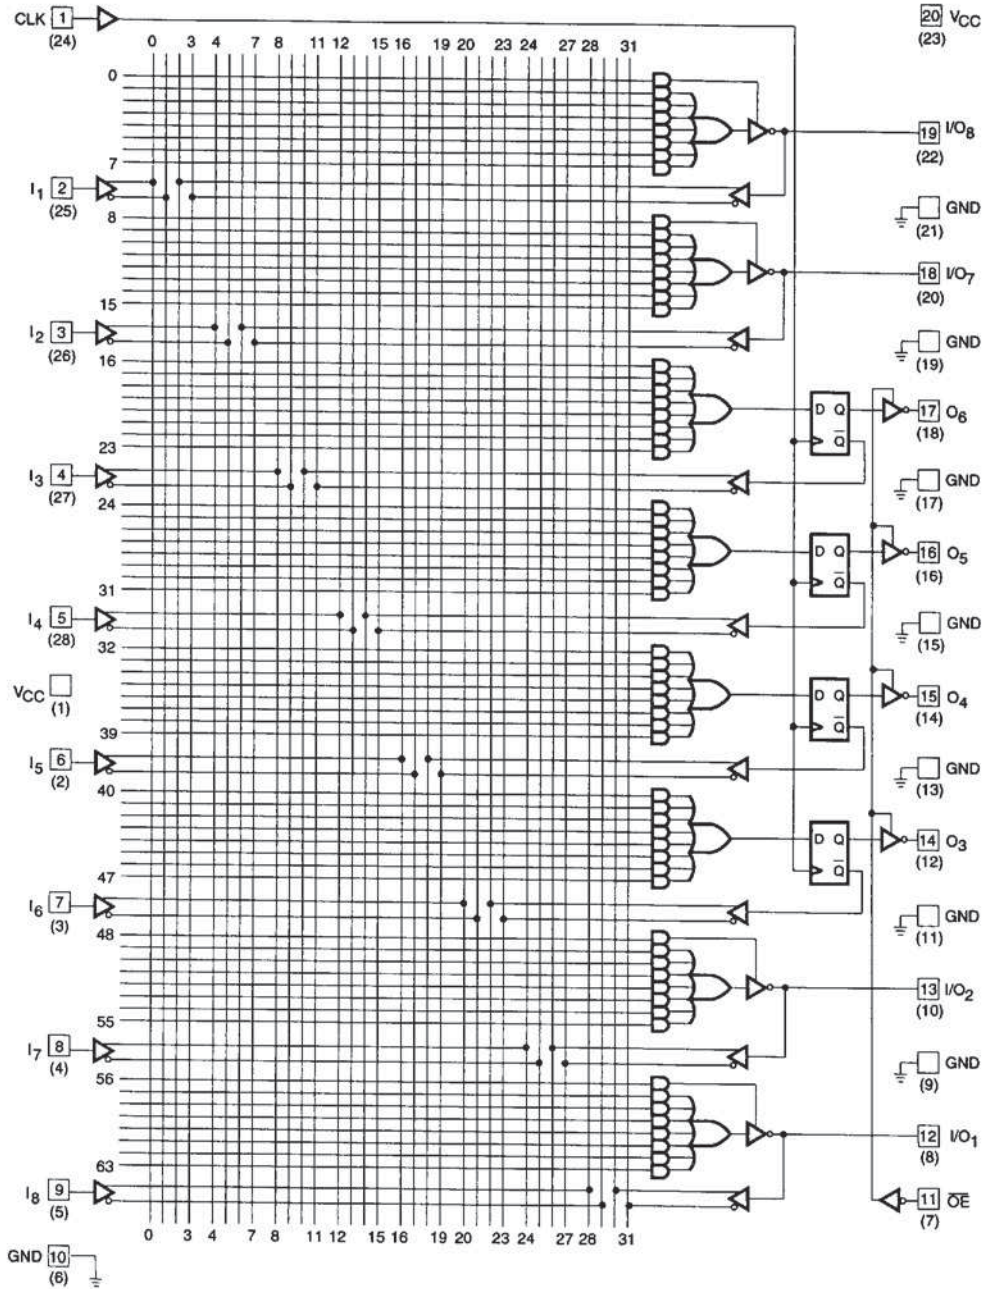 CLK 1 (24)
20 VCC (23)
0 3 4 7 8 11 12 15 16 19 20 23 24 27 28 31
0
19 I/O8 (22)
7
I1 2 (25)
GND (21)
8
18 I/O7 (20)
15
I2 3 (26)
GND (19)
16
D Q Q
17 O6 (18)
23
I3 4 (27)
GND (17)
24
D Q Q
16 O5 (16)
31
I4 5 (28)
GND (15)
32
VCC (1)
D Q Q
15 O4 (14)
39
I5 6 (2)
GND (13)
40
D Q Q
14 O3 (12)
47
I6 7 (3)
GND (11)
48
13 I/O2 (10)
55
I7 8 (4)
GND (9)
56
12 I/O1 (8)
63
I8 9 (5)
11 OE (7)
0 3 4 7 8 11 12 15 16 19 20 23 24 27 28 31
GND 10 (6)